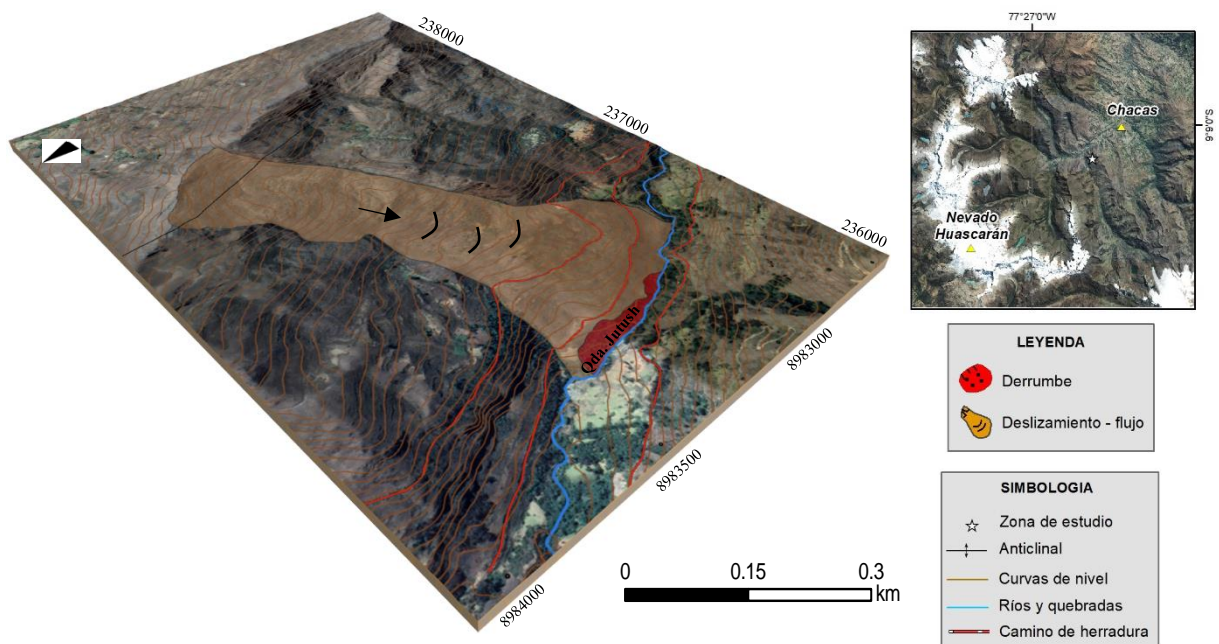 238000
237000
236000
8983000
8983500
8984000
Qda. Jutush
0
0.15
0.3
km
77°27'0"W
9°9'0"S
Chacas
Nevado
Huascarán
LEYENDA
Derrumbe
Deslizamiento - flujo
SIMBOLOGIA
Zona de estudio
Anticlinal
Curvas de nivel
Ríos y quebradas
Camino de herradura